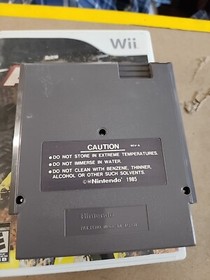 Wii
CAUTION
• DO NOT STORE IN EXTREME TEMPERATURES.
• DO NOT IMMERSE IN WATER.
• DO NOT CLEAN WITH BENZENE, THINNER,
ALCOHOL OR OTHER SUCH SOLVENTS.
©Nintendo 1985
Nintendo